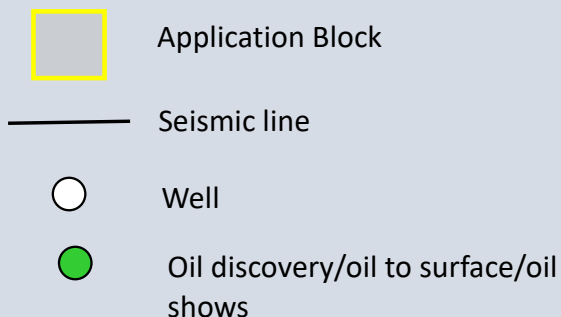 Application Block
Seismic line
Well
Oil discovery/oil to surface/oil
shows